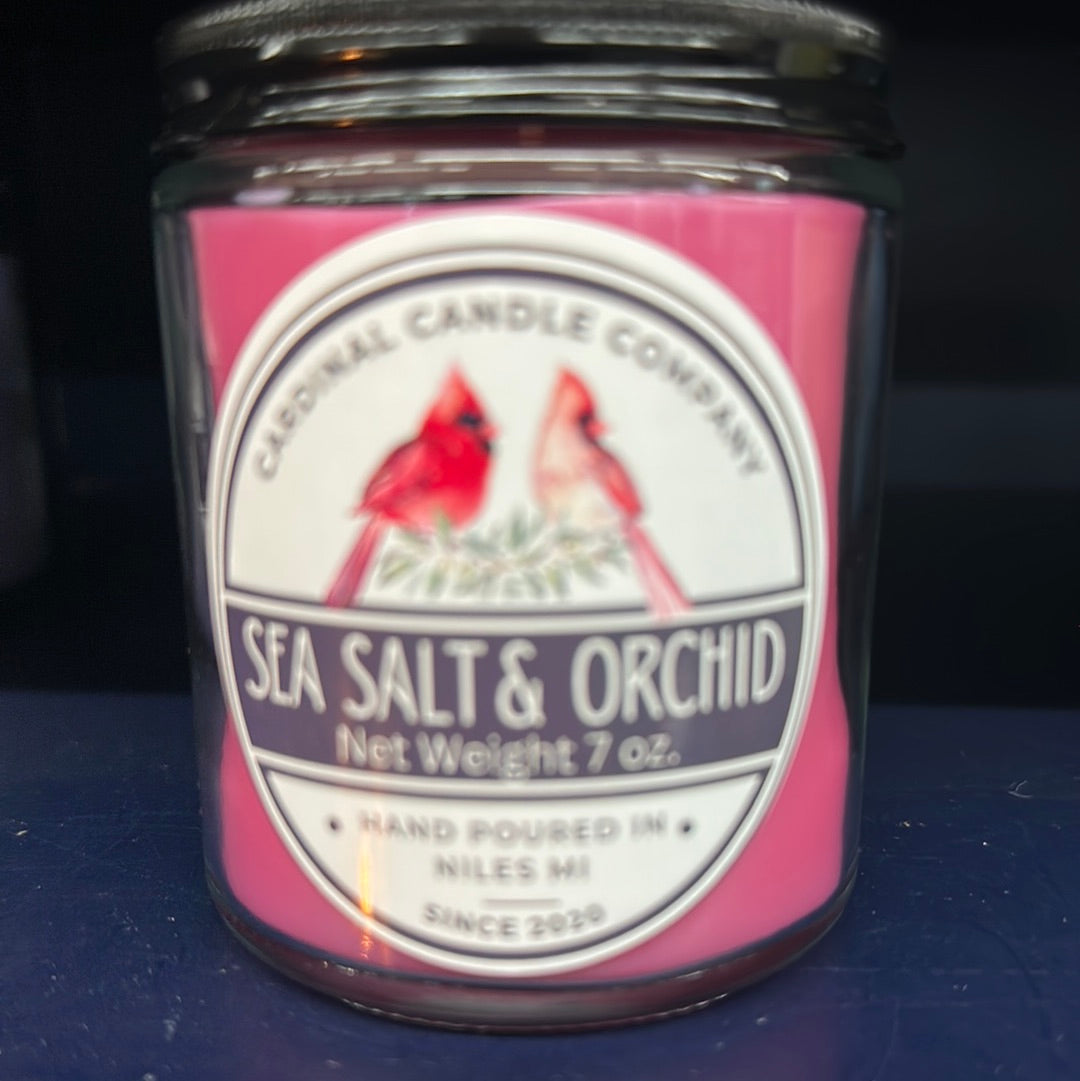 CARDINAL CANDLE COMPANY
SEA SALT & ORCHID
Net Weight 7 oz.
• HAND POURED IN •
NILES MI
SINCE 2020